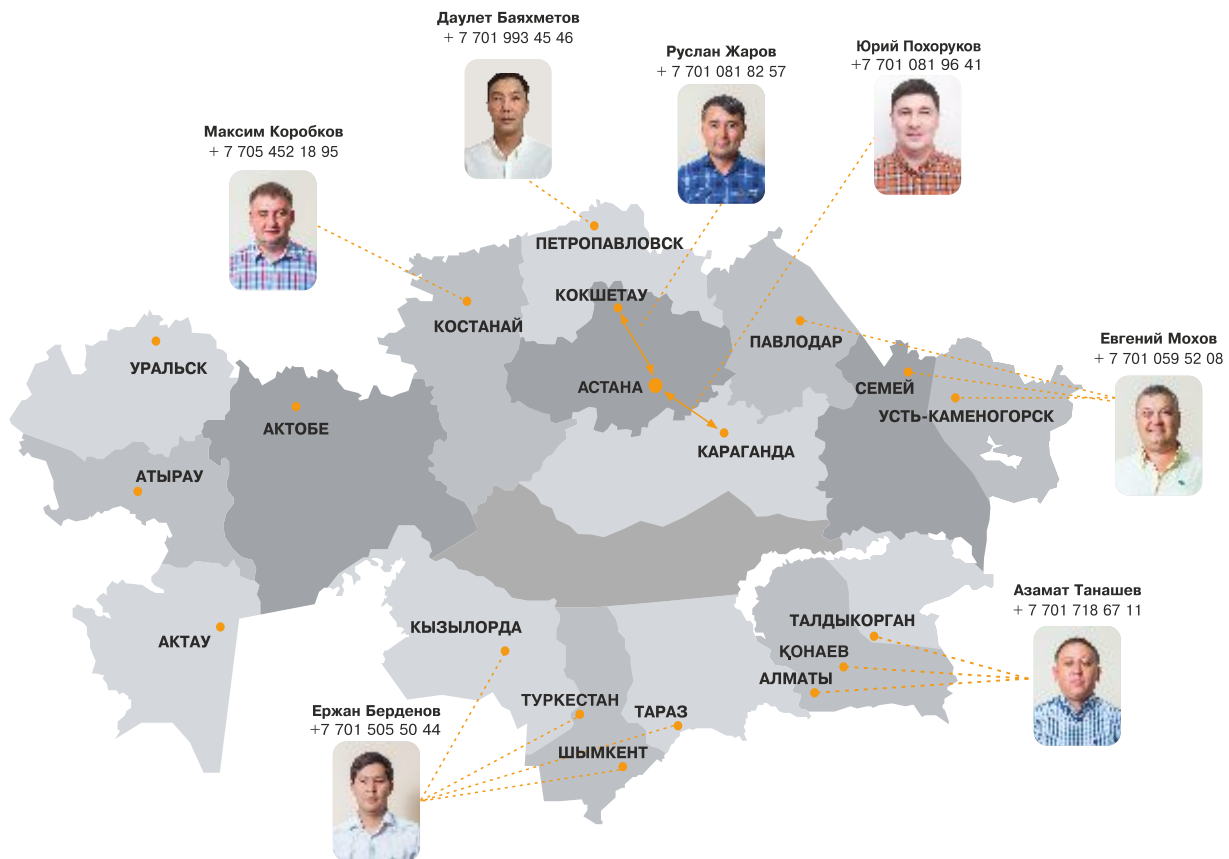 Даулет Баяхметов
+ 7 701 993 45 46
Руслан Жаров
+ 7 701 081 82 57
Юрий Похоруков
+7 701 081 96 41
Максим Коробков
+ 7 705 452 18 95
ПЕТРОПАВЛОВСК
КОКШЕТАУ
КОСТАНАЙ
ПАВЛОДАР
Евгений Мохов
+ 7 701 059 52 08
УРАЛЬСК
АСТАНА
СЕМЕЙ
УСТЬ-КАМЕНОГОРСК
АКТОБЕ
КАРАГАНДА
АТЫРАУ
Азамат Танашев
+ 7 701 718 67 11
АКТАУ
КЫЗЫЛОРДА
ТАЛДЫКОРГАН
ҚОНАЕВ
АЛМАТЫ
ТУРКЕСТАН
ТАРАЗ
Ержан Берденов
+7 701 505 50 44
ШЫМКЕНТ